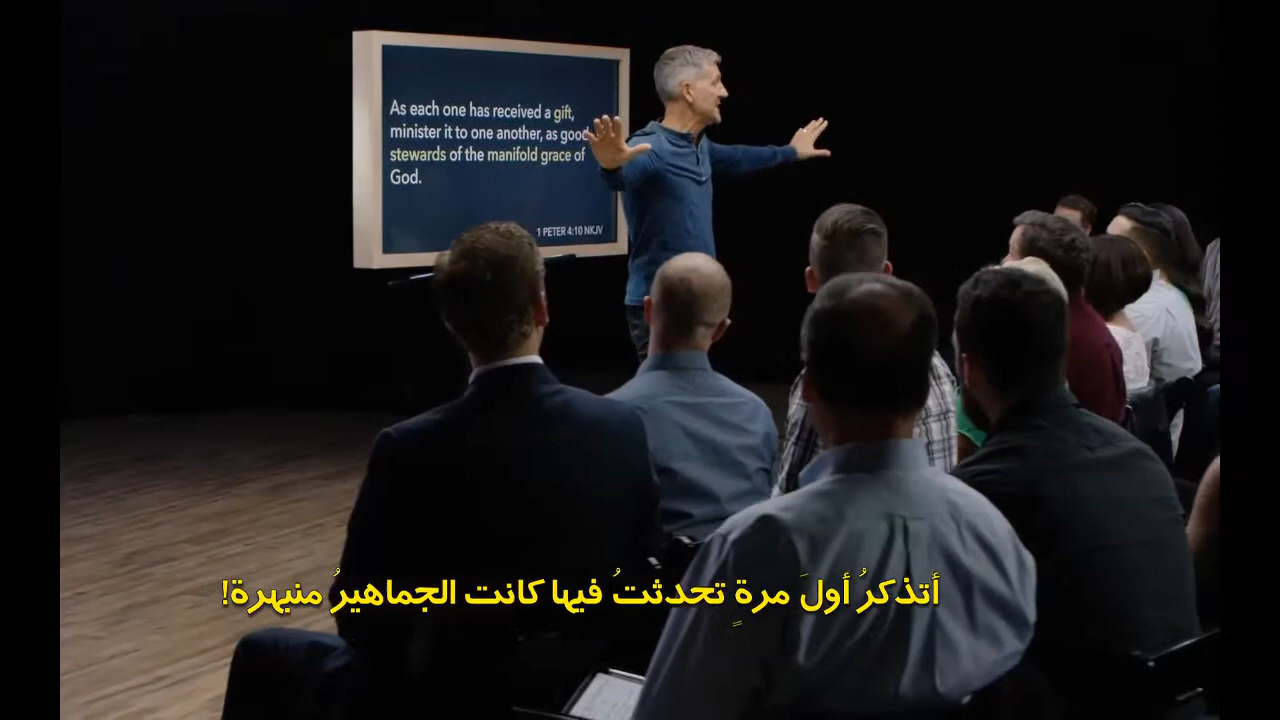 As each one has received a gift,
minister it to one another, as good
stewards of the manifold grace of
God.
1 PETER 4:10 NKJV
أتذكرُ أولَ مرةٍ تحدثتُ فيها كانت الجماهيرُ منبهرة!